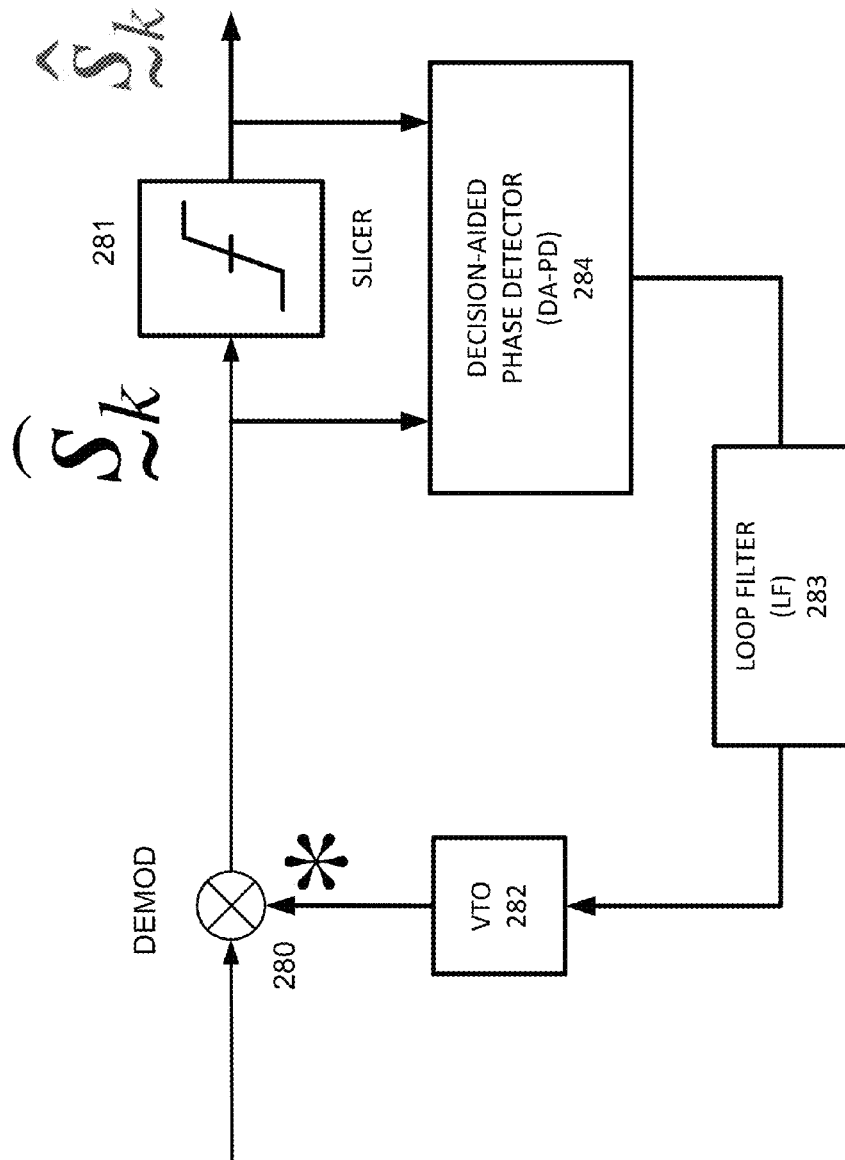 DEMOD
280
*
S̰̑k
281
SLICER
Ŝ̰k
DECISION-AIDED
PHASE DETECTOR
(DA-PD)
284
VTO
282
LOOP FILTER
(LF)
283